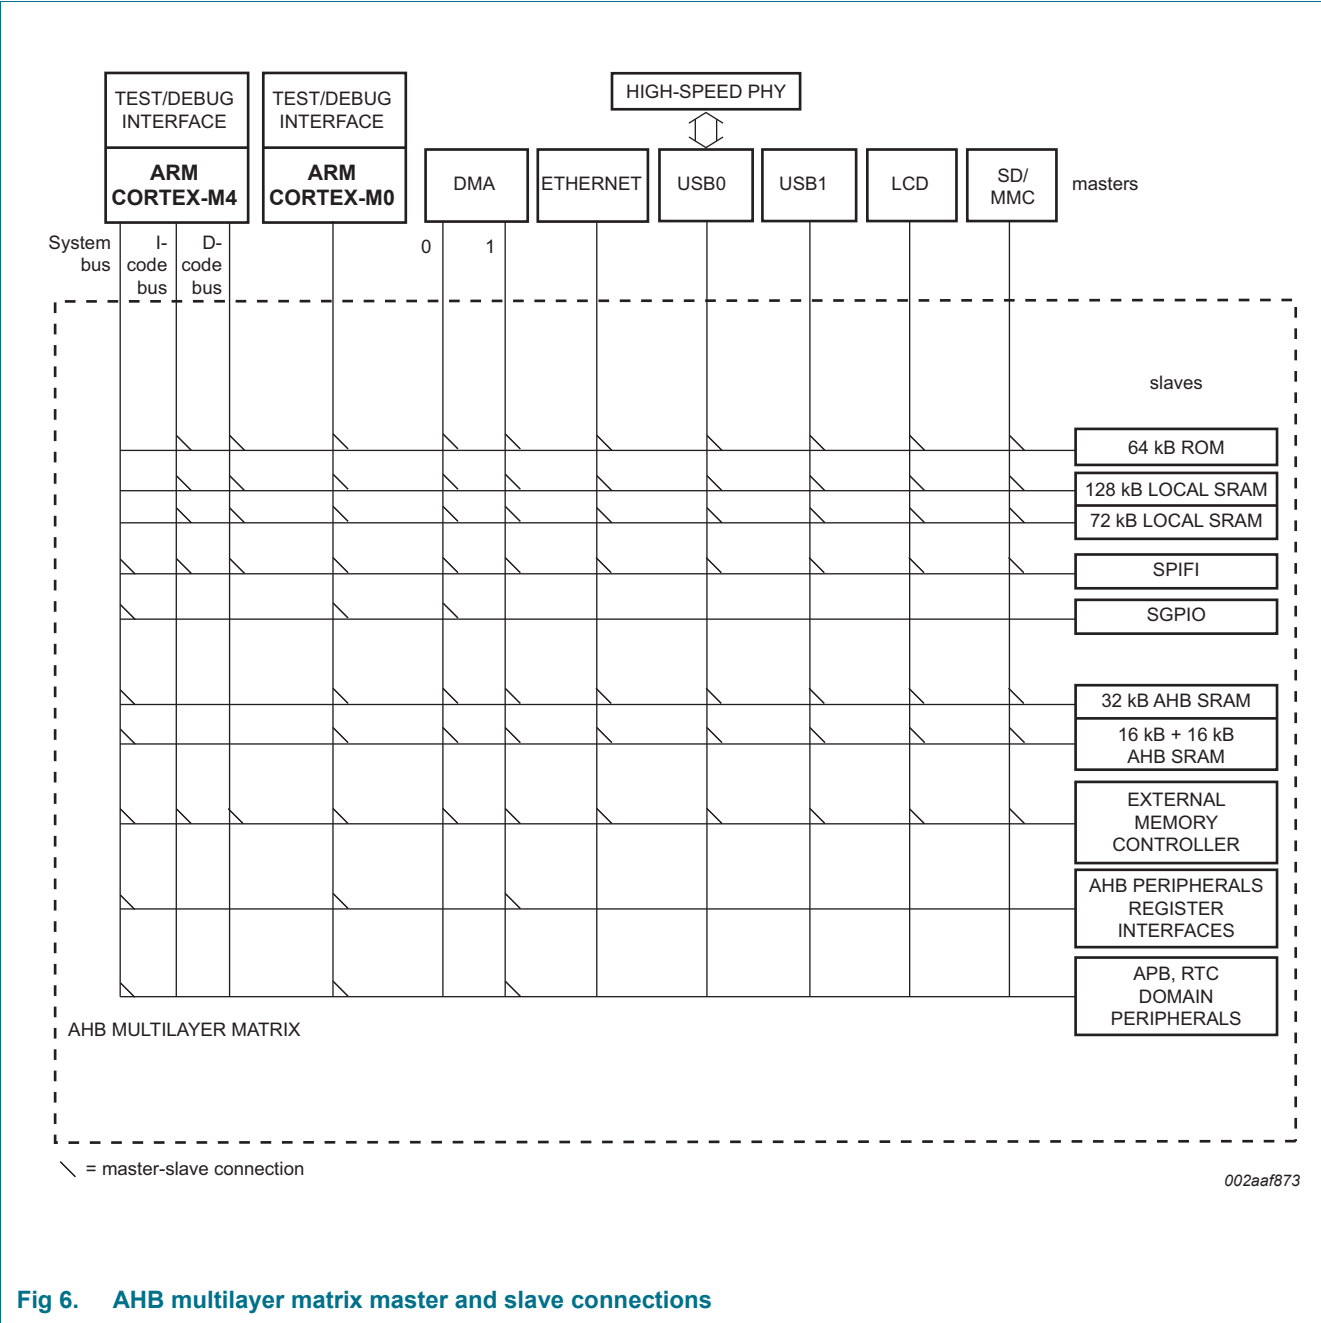 HIGH-SPEED PHY
TEST/DEBUG
INTERFACE
TEST/DEBUG
INTERFACE
ARM
CORTEX-M4
ARM
CORTEX-M0
DMA
ETHERNET
USB0
USB1
LCD
SD/
MMC
masters
System
bus
I-
code
bus
D-
code
bus
0
1
slaves
64 kB ROM
128 kB LOCAL SRAM
72 kB LOCAL SRAM
SPIFI
SGPIO
32 kB AHB SRAM
16 kB + 16 kB
AHB SRAM
EXTERNAL
MEMORY
CONTROLLER
AHB PERIPHERALS
REGISTER
INTERFACES
APB, RTC
DOMAIN
PERIPHERALS
AHB MULTILAYER MATRIX
= master-slave connection
002aaf873
Fig 6. AHB multilayer matrix master and slave connections